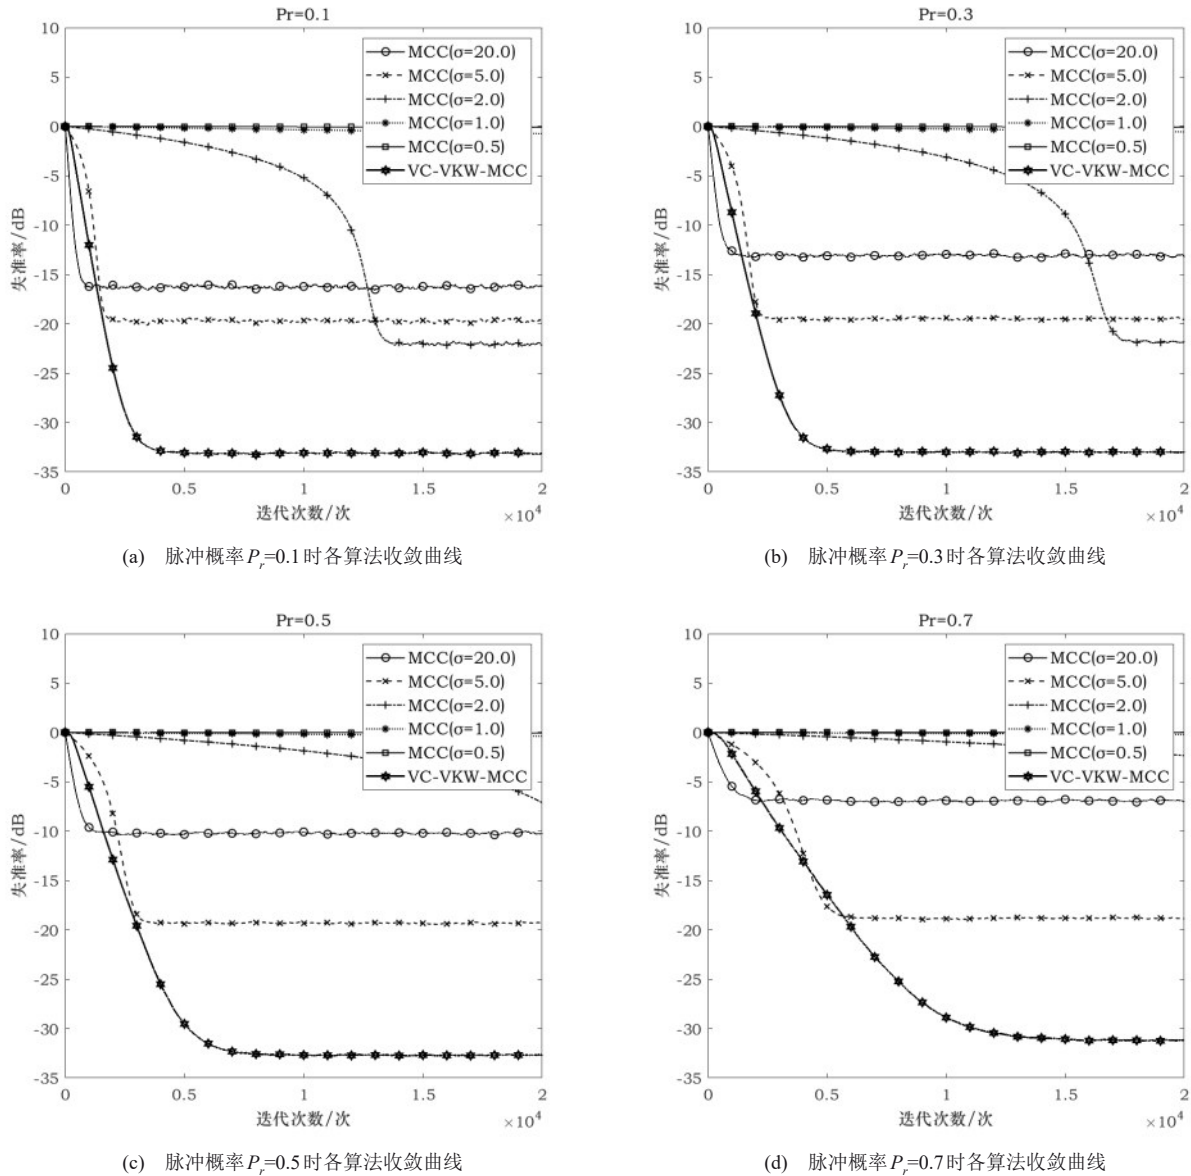 Pr=0.1
10
5
0
-5
-10
-15
-20
-25
-30
-35
失准率/dB
MCC(σ=20.0)
MCC(σ=5.0)
MCC(σ=2.0)
MCC(σ=1.0)
MCC(σ=0.5)
VC-VKW-MCC
0
0.5
1
1.5
2
×10⁴
迭代次数/次
(a) 脉冲概率Pr=0.1时各算法收敛曲线
Pr=0.3
10
5
0
-5
-10
-15
-20
-25
-30
-35
失准率/dB
MCC(σ=20.0)
MCC(σ=5.0)
MCC(σ=2.0)
MCC(σ=1.0)
MCC(σ=0.5)
VC-VKW-MCC
0
0.5
1
1.5
2
×10⁴
迭代次数/次
(b) 脉冲概率Pr=0.3时各算法收敛曲线
Pr=0.5
10
5
0
-5
-10
-15
-20
-25
-30
-35
失准率/dB
MCC(σ=20.0)
MCC(σ=5.0)
MCC(σ=2.0)
MCC(σ=1.0)
MCC(σ=0.5)
VC-VKW-MCC
0
0.5
1
1.5
2
×10⁴
迭代次数/次
(c) 脉冲概率Pr=0.5时各算法收敛曲线
Pr=0.7
10
5
0
-5
-10
-15
-20
-25
-30
-35
失准率/dB
MCC(σ=20.0)
MCC(σ=5.0)
MCC(σ=2.0)
MCC(σ=1.0)
MCC(σ=0.5)
VC-VKW-MCC
0
0.5
1
1.5
2
×10⁴
迭代次数/次
(d) 脉冲概率Pr=0.7时各算法收敛曲线